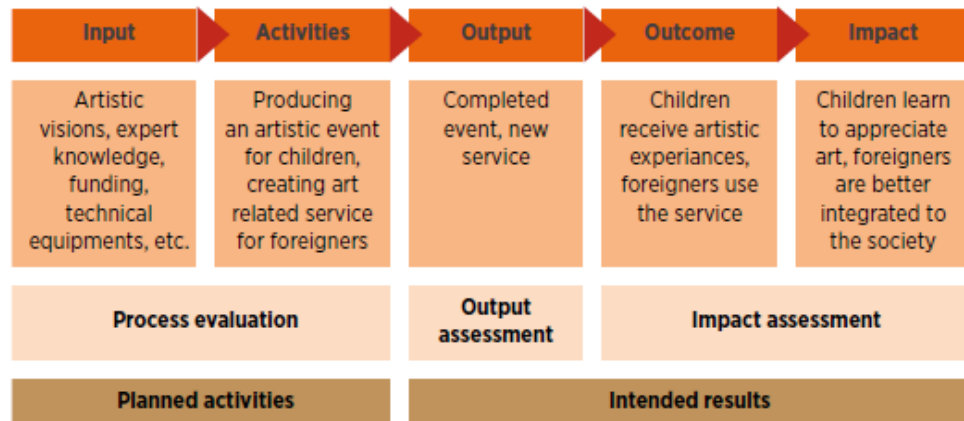 Input
Activities
Output
Outcome
Impact
Artistic
visions, expert
knowledge,
funding,
technical
equipments, etc.
Producing
an artistic event
for children,
creating art
related service
for foreigners
Completed
event, new
service
Children
receive artistic
experiances,
foreigners use
the service
Children learn
to appreciate
art, foreigners
are better
integrated to
the society
Process evaluation
Output
assessment
Impact assessment
Planned activities
Intended results